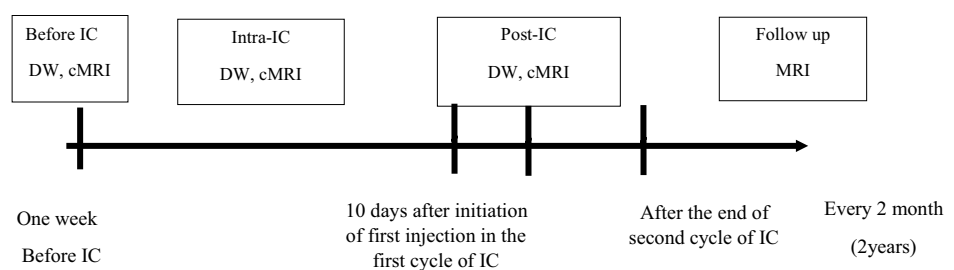 Before IC
DW, cMRI
Intra-IC
DW, cMRI
Post-IC
DW, cMRI
Follow up
MRI
One week
Before IC
10 days after initiation
of first injection in the
first cycle of IC
After the end of
second cycle of IC
Every 2 month
(2years)